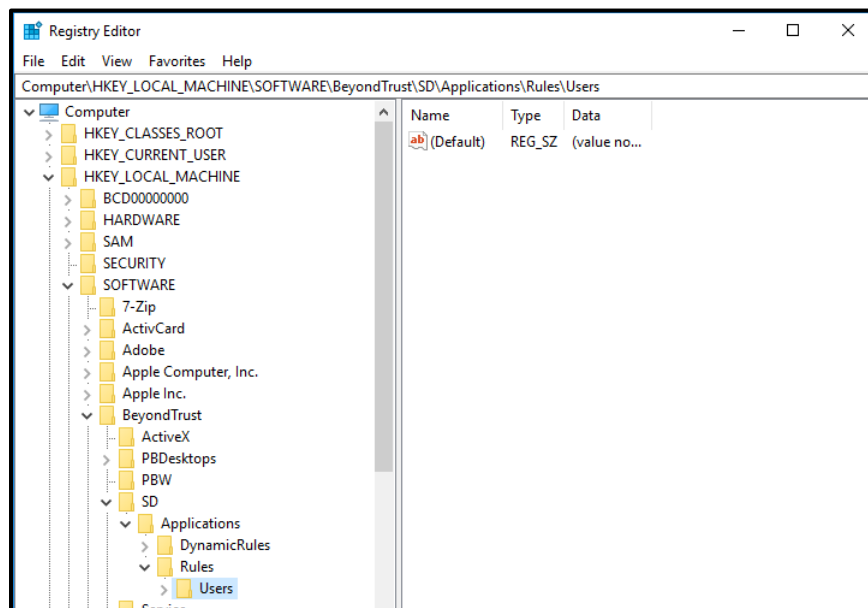 Registry Editor
File Edit View Favorites Help
Computer\HKEY_LOCAL_MACHINE\SOFTWARE\BeyondTrust\SD\Applications\Rules\Users
Computer
HKEY_CLASSES_ROOT
HKEY_CURRENT_USER
HKEY_LOCAL_MACHINE
BCD00000000
HARDWARE
SAM
SECURITY
SOFTWARE
7-Zip
ActivCard
Adobe
Apple Computer, Inc.
Apple Inc.
BeyondTrust
ActiveX
PBDesktops
PBW
SD
Applications
DynamicRules
Rules
Users
Name Type Data
ab (Default) REG_SZ (value no...